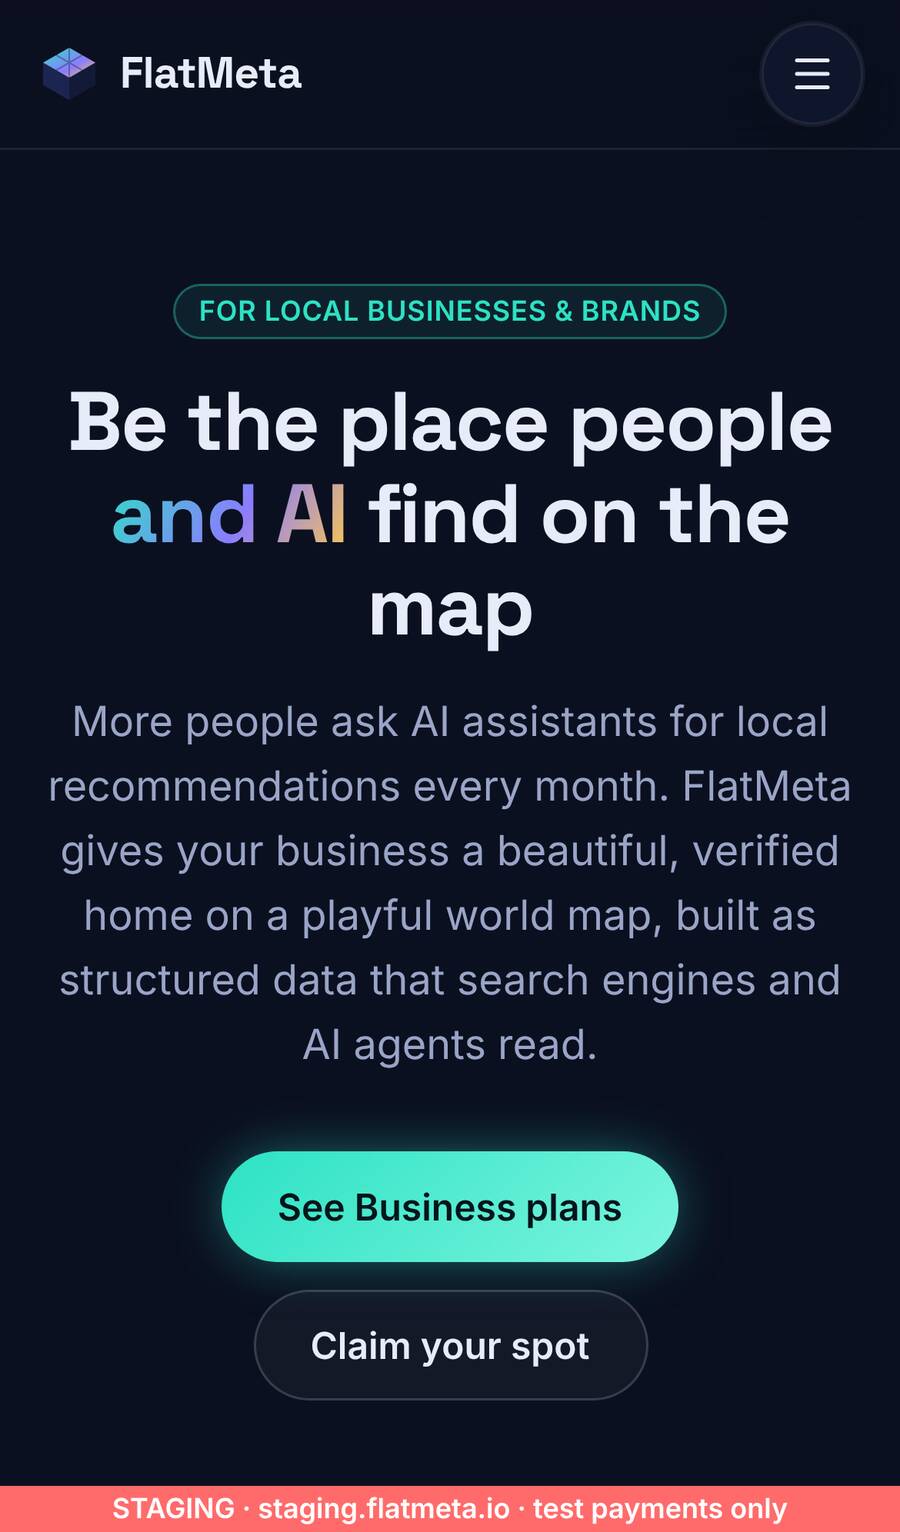 FlatMeta
FOR LOCAL BUSINESSES & BRANDS
Be the place people
and AI find on the
map
More people ask AI assistants for local
recommendations every month. FlatMeta
gives your business a beautiful, verified
home on a playful world map, built as
structured data that search engines and
AI agents read.
See Business plans
Claim your spot
STAGING · staging.flatmeta.io · test payments only